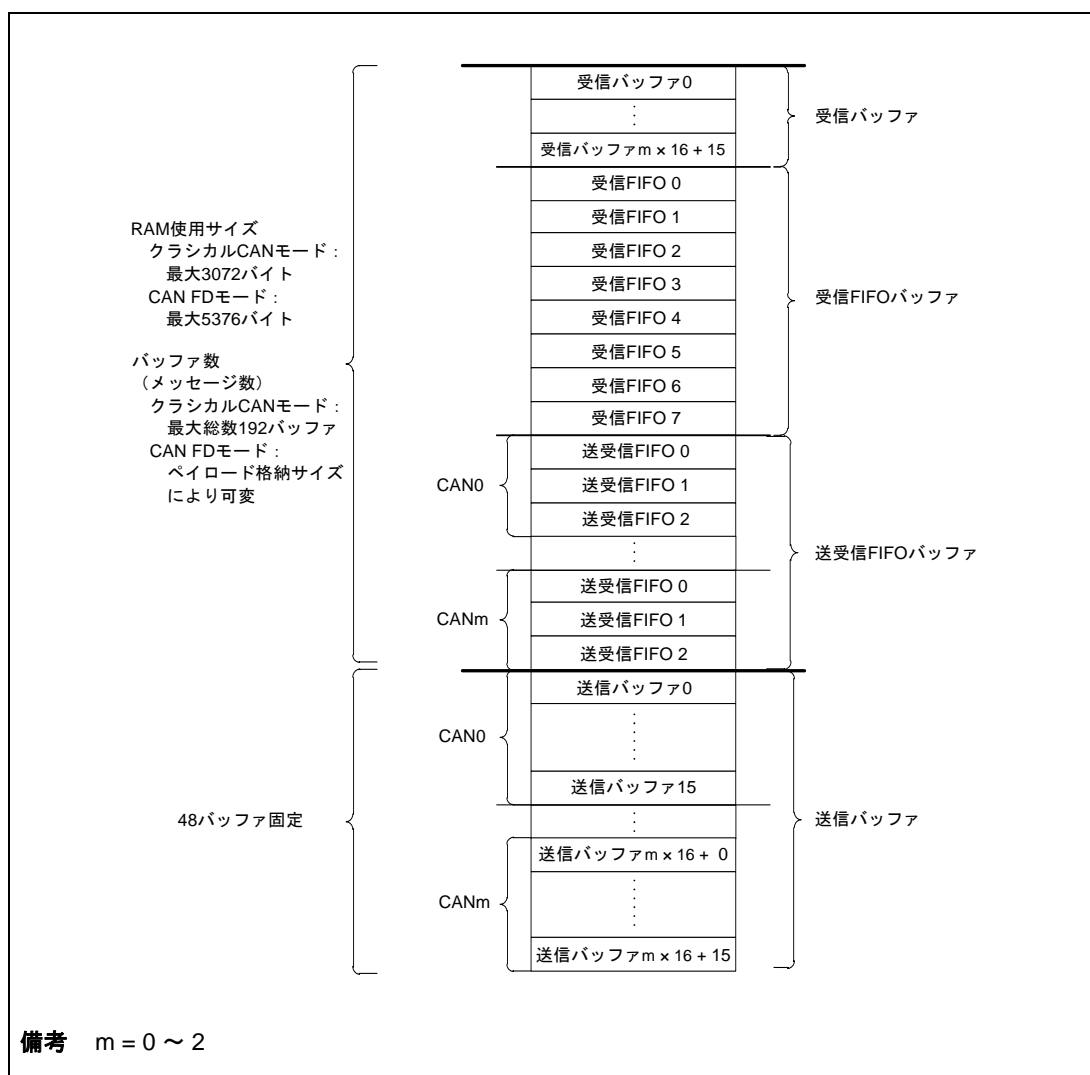 受信バッファ0
受信バッファm × 16 + 15
受信バッファ
受信FIFO 0
受信FIFO 1
受信FIFO 2
受信FIFO 3
受信FIFO 4
受信FIFO 5
受信FIFO 6
受信FIFO 7
受信FIFOバッファ
RAM使用サイズ
クラシカルCANモード：
最大3072バイト
CAN FDモード：
最大5376バイト
バッファ数
（メッセージ数）
クラシカルCANモード：
最大総数192バッファ
CAN FDモード：
ペイロード格納サイズ
により可変
CAN0
送受信FIFO 0
送受信FIFO 1
送受信FIFO 2
CANm
送受信FIFO 0
送受信FIFO 1
送受信FIFO 2
送受信FIFOバッファ
48バッファ固定
CAN0
送信バッファ0
送信バッファ15
CANm
送信バッファm × 16 + 0
送信バッファm × 16 + 15
送信バッファ
備考 m = 0 ～ 2